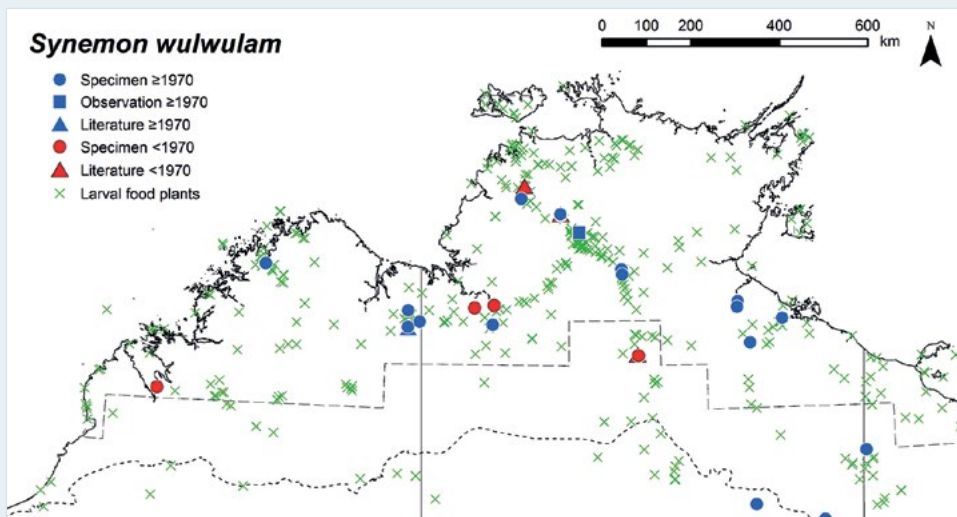 Synemon wulwulam
Specimen ≥1970
Observation ≥1970
Literature ≥1970
Specimen <1970
Literature <1970
Larval food plants
0 100 200 400 600
km
N